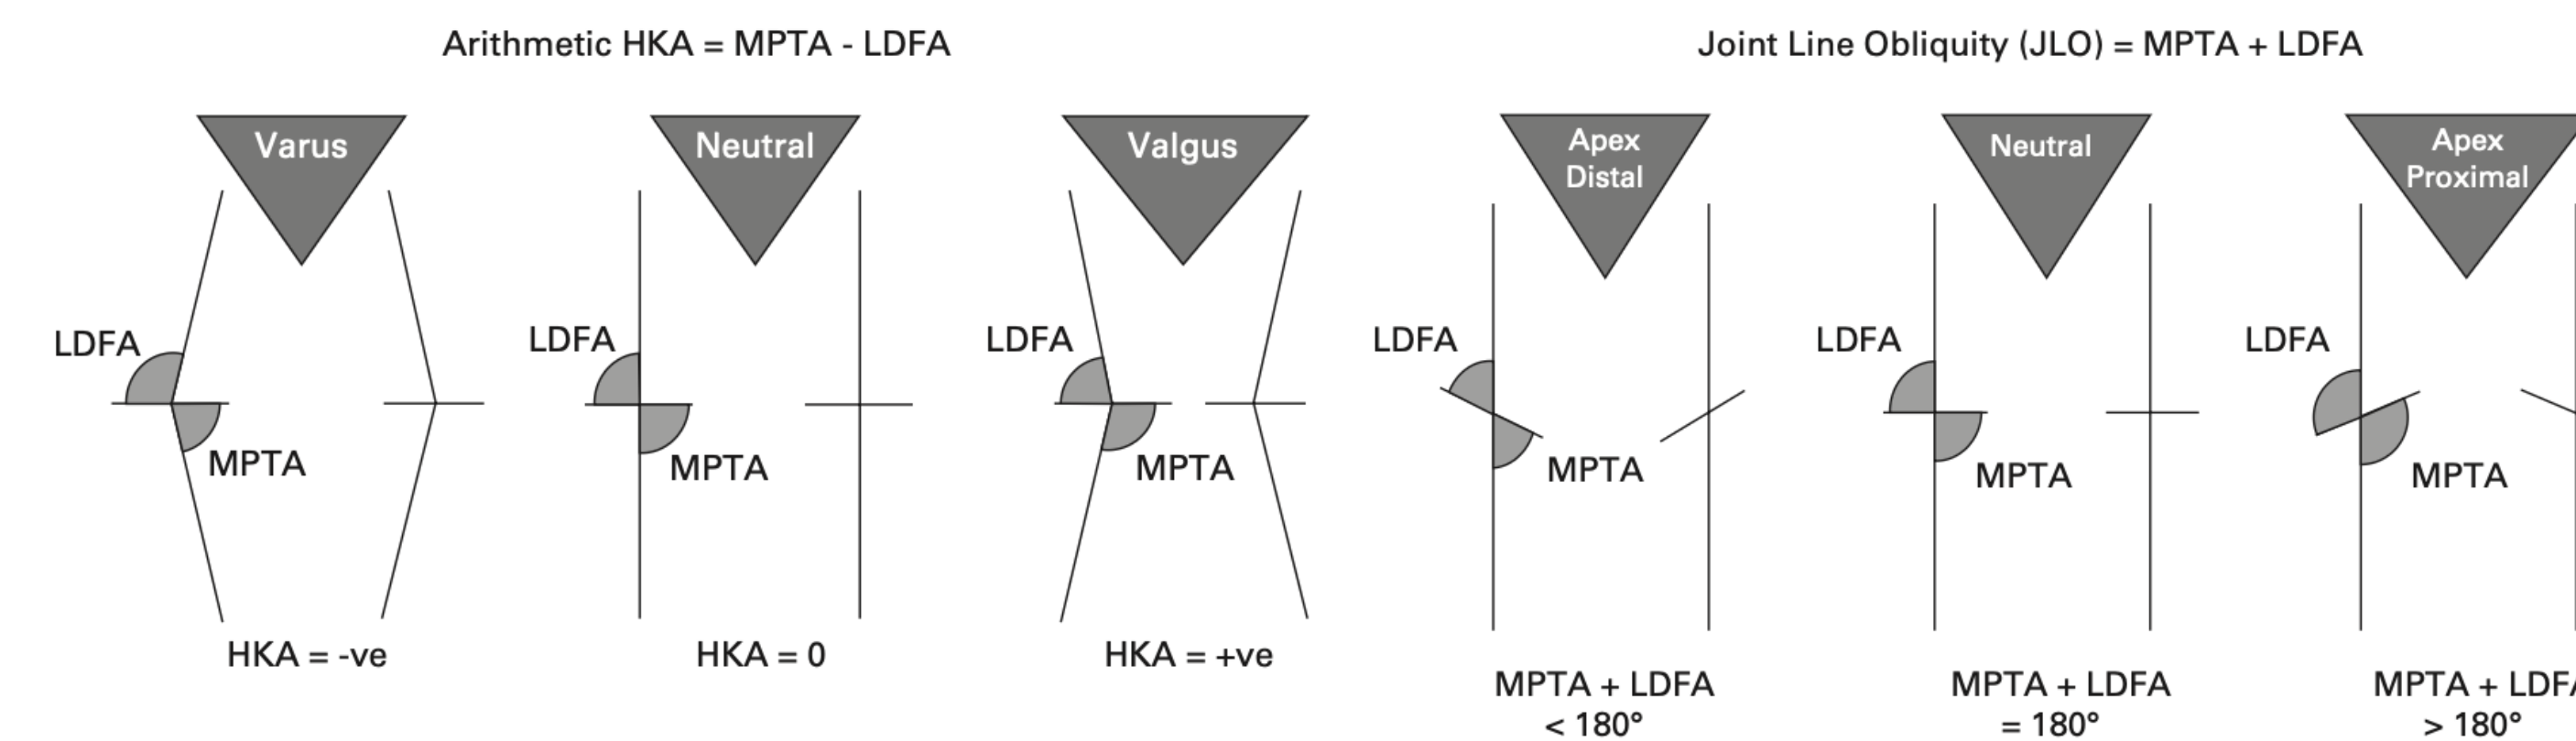 Arithmetic HKA = MPTA - LDFA
Varus
Neutral
Valgus
LDFA
MPTA
LDFA
MPTA
LDFA
MPTA
HKA = -ve
HKA = 0
HKA = +ve
Joint Line Obliquity (JLO) = MPTA + LDFA
Apex
Distal
Neutral
Apex
Proximal
LDFA
MPTA
LDFA
MPTA
LDFA
MPTA
MPTA + LDFA
< 180°
MPTA + LDFA
= 180°
MPTA + LDFA
> 180°